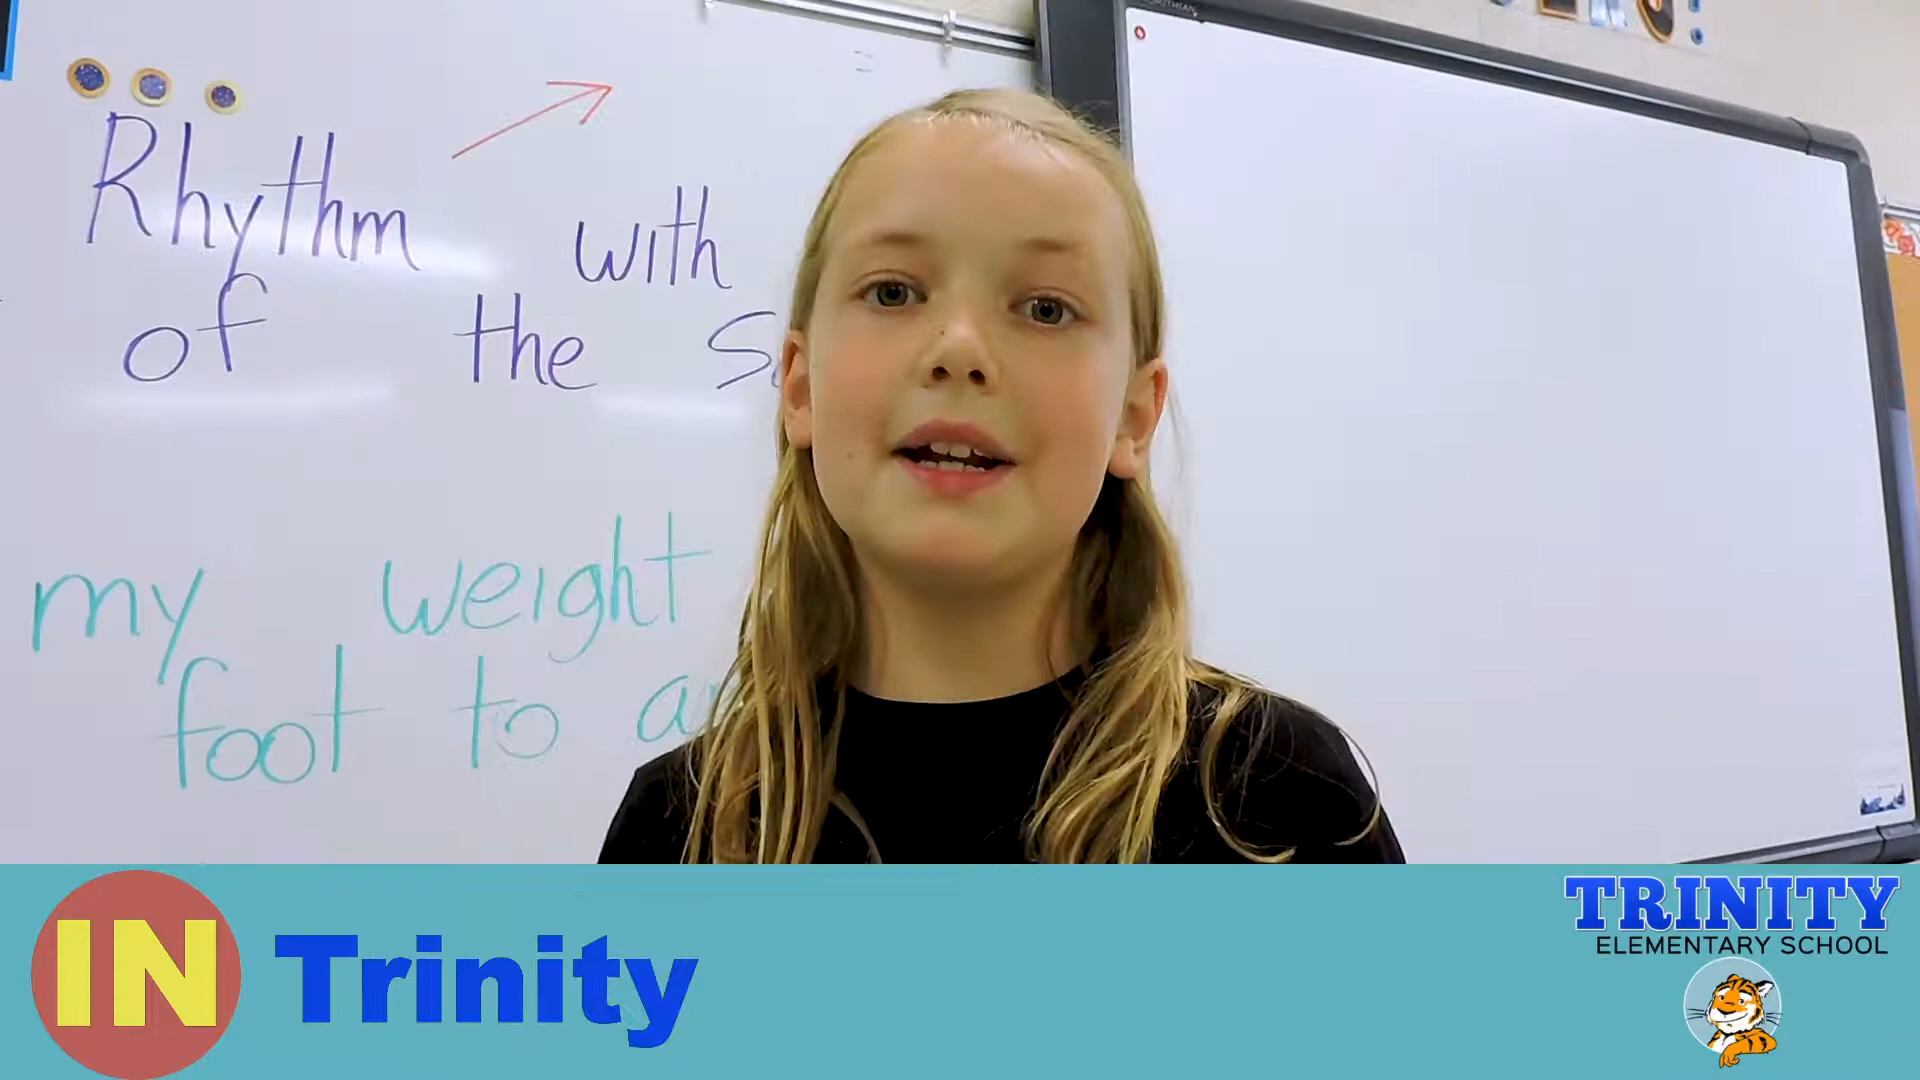 Rhythm with
of the
my weight
foot to
IN Trinity
TRINITY
ELEMENTARY SCHOOL